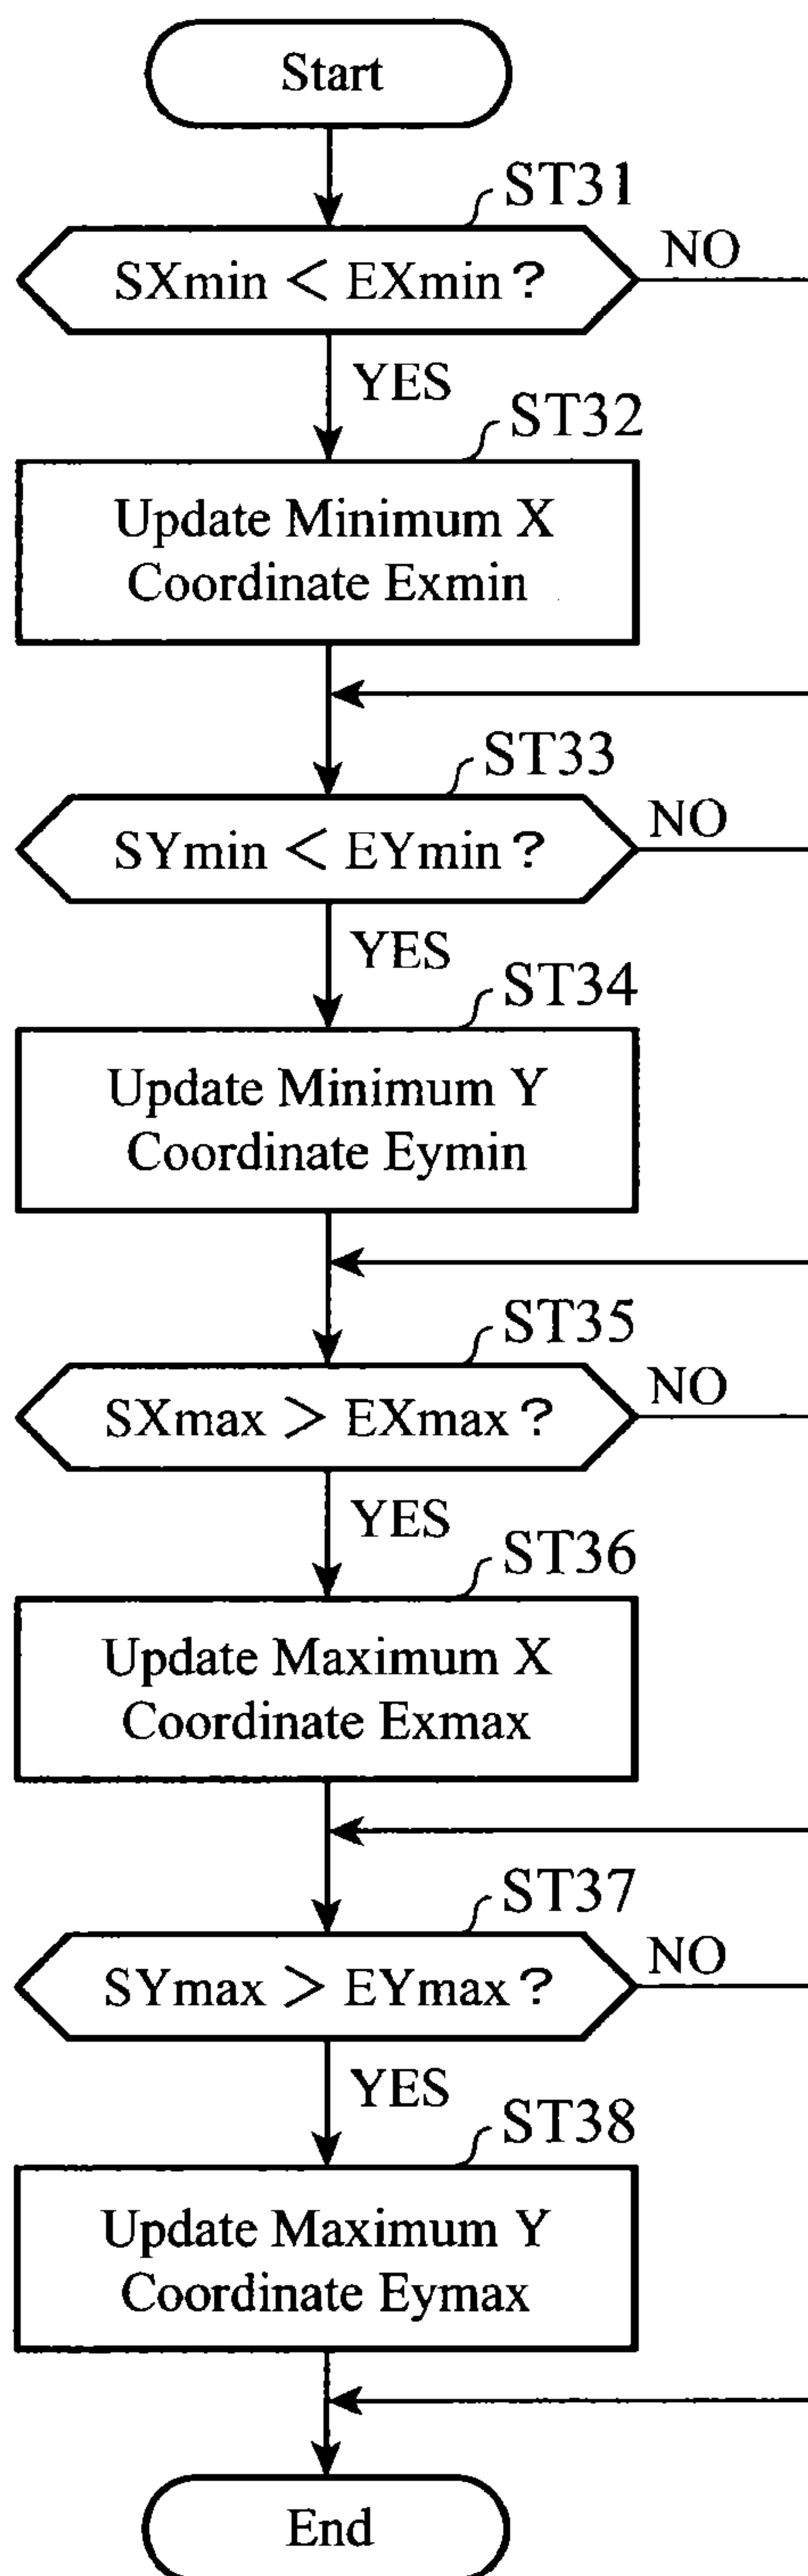 Start
ST31
SXmin < EXmin ?
NO
YES
ST32
Update Minimum X
Coordinate Exmin
ST33
SYmin < EYmin ?
NO
YES
ST34
Update Minimum Y
Coordinate Eymin
ST35
SXmax > EXmax ?
NO
YES
ST36
Update Maximum X
Coordinate Exmax
ST37
SYmax > EYmax ?
NO
YES
ST38
Update Maximum Y
Coordinate Eymax
End